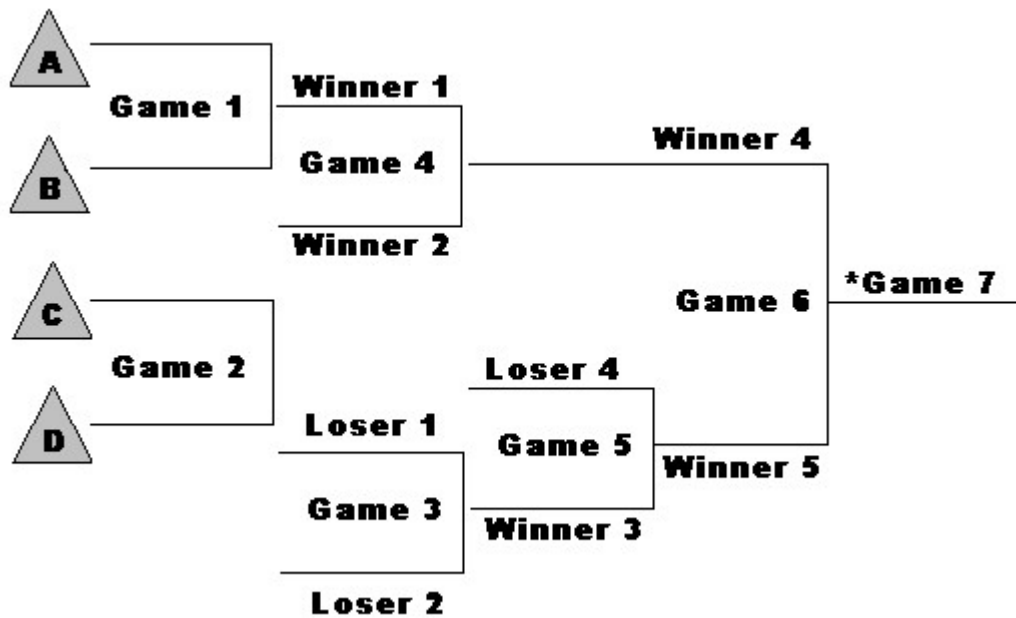 A
Game 1
B
Winner 1
Game 4
Winner 2
Winner 4
C
Game 2
D
Loser 1
Game 3
Loser 2
Loser 4
Game 5
Winner 3
Winner 5
Game 6
*Game 7